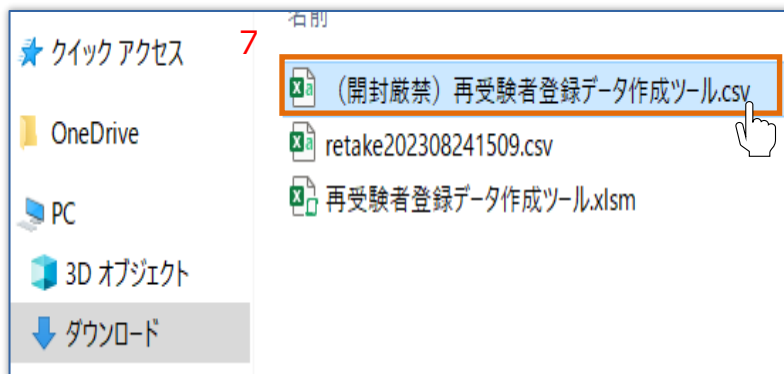 名前
クイック アクセス
7
（開封厳禁）再受験者登録データ作成ツール.csv
OneDrive
retake202308241509.csv
再受験者登録データ作成ツール.xlsm
PC
3D オブジェクト
ダウンロード